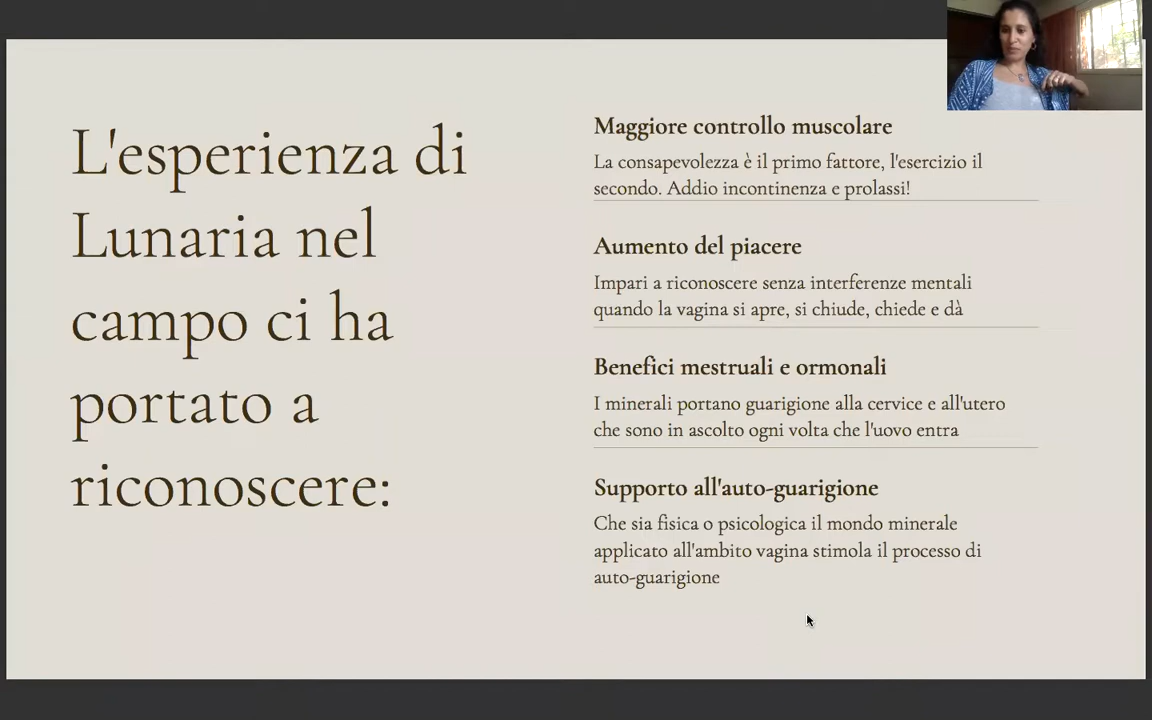 L'esperienza di
Lunaria nel
campo ci ha
portato a
riconoscere:
Maggiore controllo muscolare
La consapevolezza è il primo fattore, l'esercizio il
secondo. Addio incontinenza e prolassi!
Aumento del piacere
Impari a riconoscere senza interferenze mentali
quando la vagina si apre, si chiude, chiede e dà
Benefici mestruali e ormonali
I minerali portano guarigione alla cervice e all'utero
che sono in ascolto ogni volta che l'uovo entra
Supporto all'auto-guarigione
Che sia fisica o psicologica il mondo minerale
applicato all'ambito vagina stimola il processo di
auto-guarigione